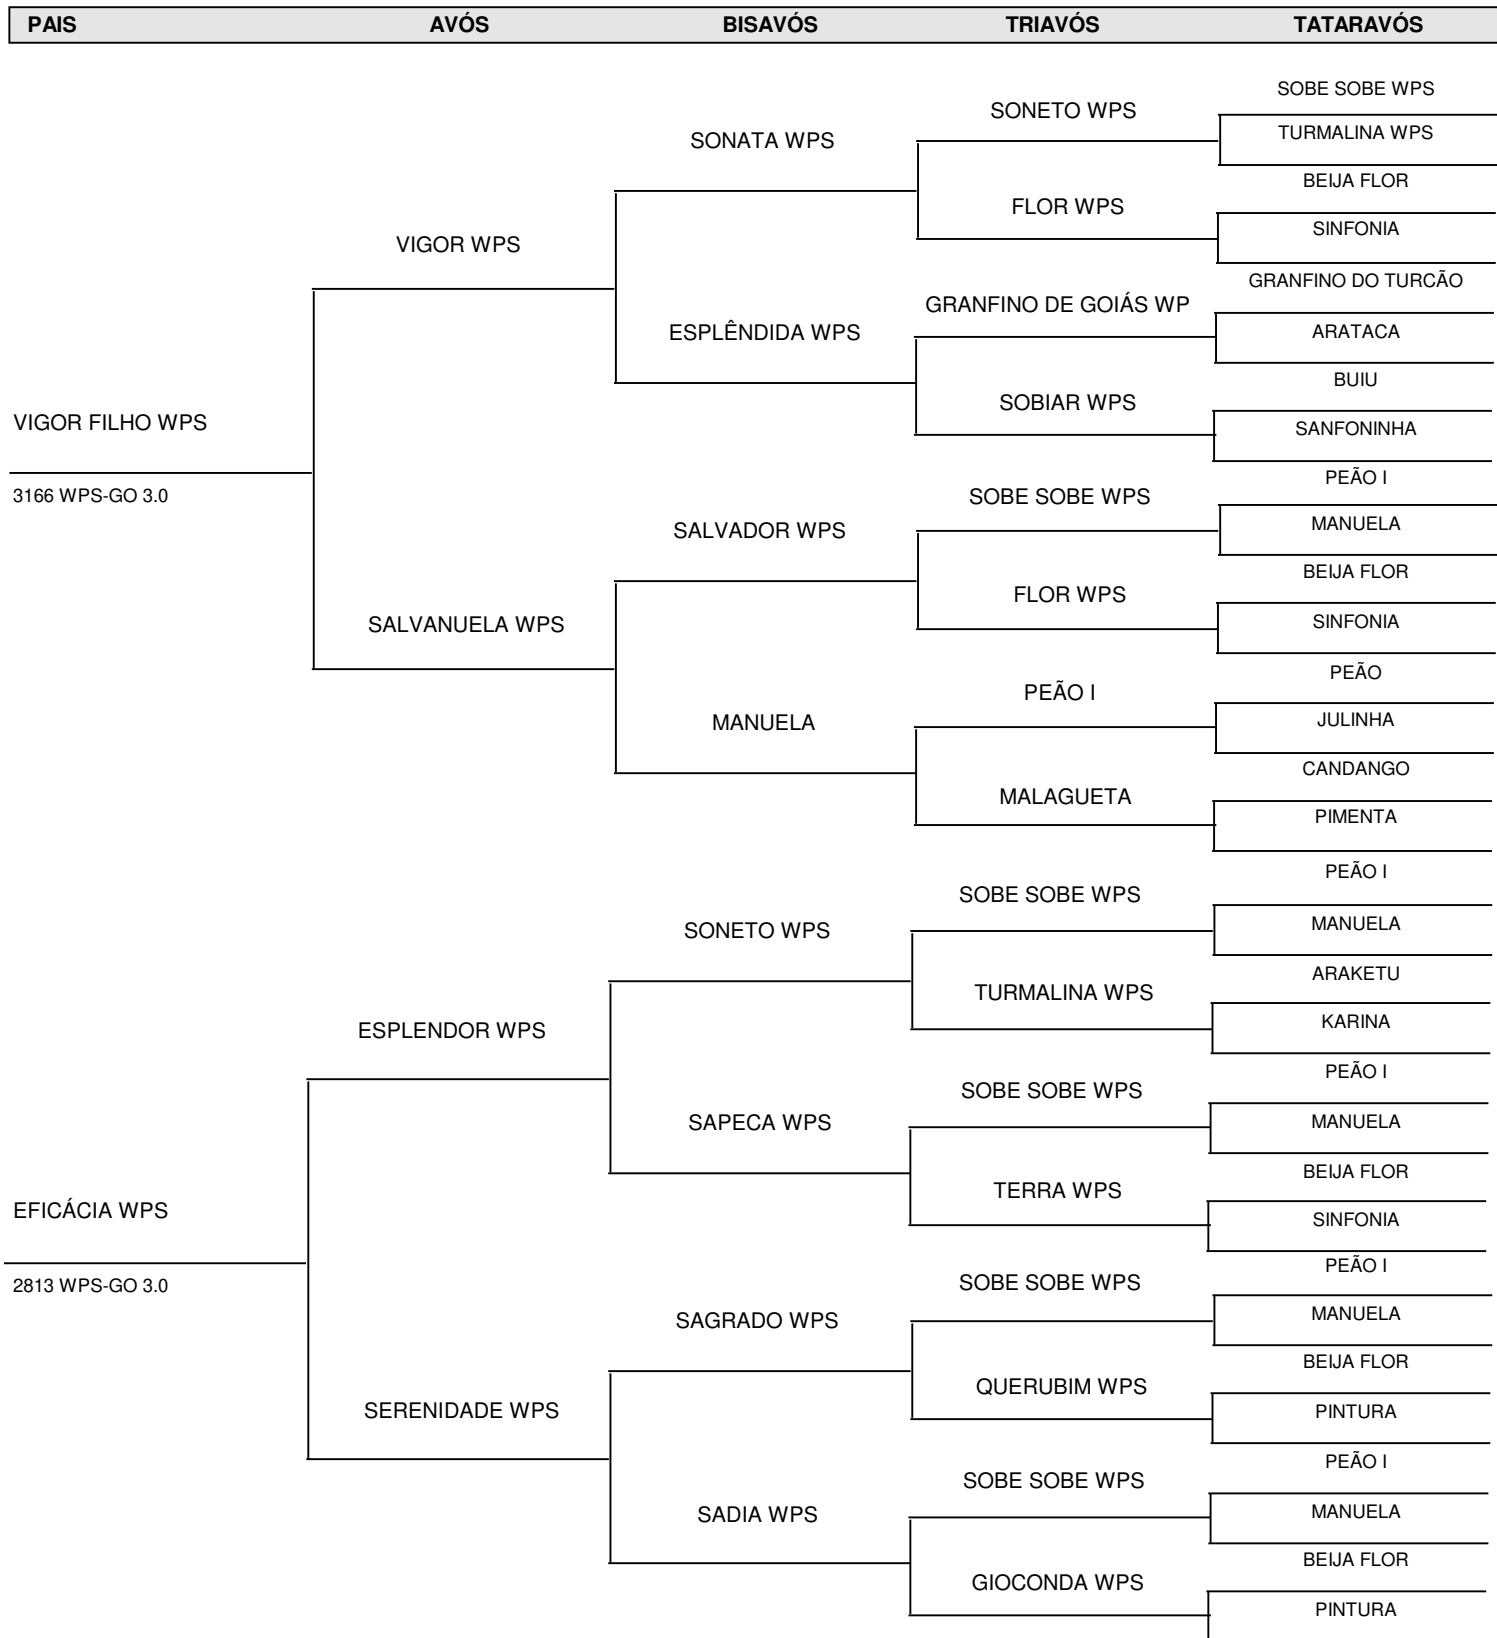 PAIS AVÓS BISAVÓS TRIAVÓS TATARAVÓS
SOBE SOBE WPS
SONETO WPS
TURMALINA WPS
SONATA WPS
BEIJA FLOR
FLOR WPS
SINFONIA
VIGOR WPS
GRANFINO DO TURCÃO
GRANFINO DE GOIÁS WP
ESPLÊNDIDA WPS
ARATACA
BUIU
SOBIAR WPS
VIGOR FILHO WPS
SANFONINHA
PEÃO I
3166 WPS-GO 3.0
SOBE SOBE WPS
MANUELA
SALVADOR WPS
BEIJA FLOR
FLOR WPS
SINFONIA
SALVANUELA WPS
PEÃO
PEÃO I
JULINHA
MANUELA
CANDANGO
MALAGUETA
PIMENTA
PEÃO I
SOBE SOBE WPS
MANUELA
SONETO WPS
ARAKETU
TURMALINA WPS
KARINA
ESPLENDOR WPS
PEÃO I
SOBE SOBE WPS
SAPECA WPS
MANUELA
BEIJA FLOR
TERRA WPS
EFICÁCIA WPS
SINFONIA
PEÃO I
2813 WPS-GO 3.0
SOBE SOBE WPS
MANUELA
SAGRADO WPS
BEIJA FLOR
QUERUBIM WPS
SERENIDADE WPS
PINTURA
PEÃO I
SOBE SOBE WPS
MANUELA
SADIA WPS
BEIJA FLOR
GIOCONDA WPS
PINTURA